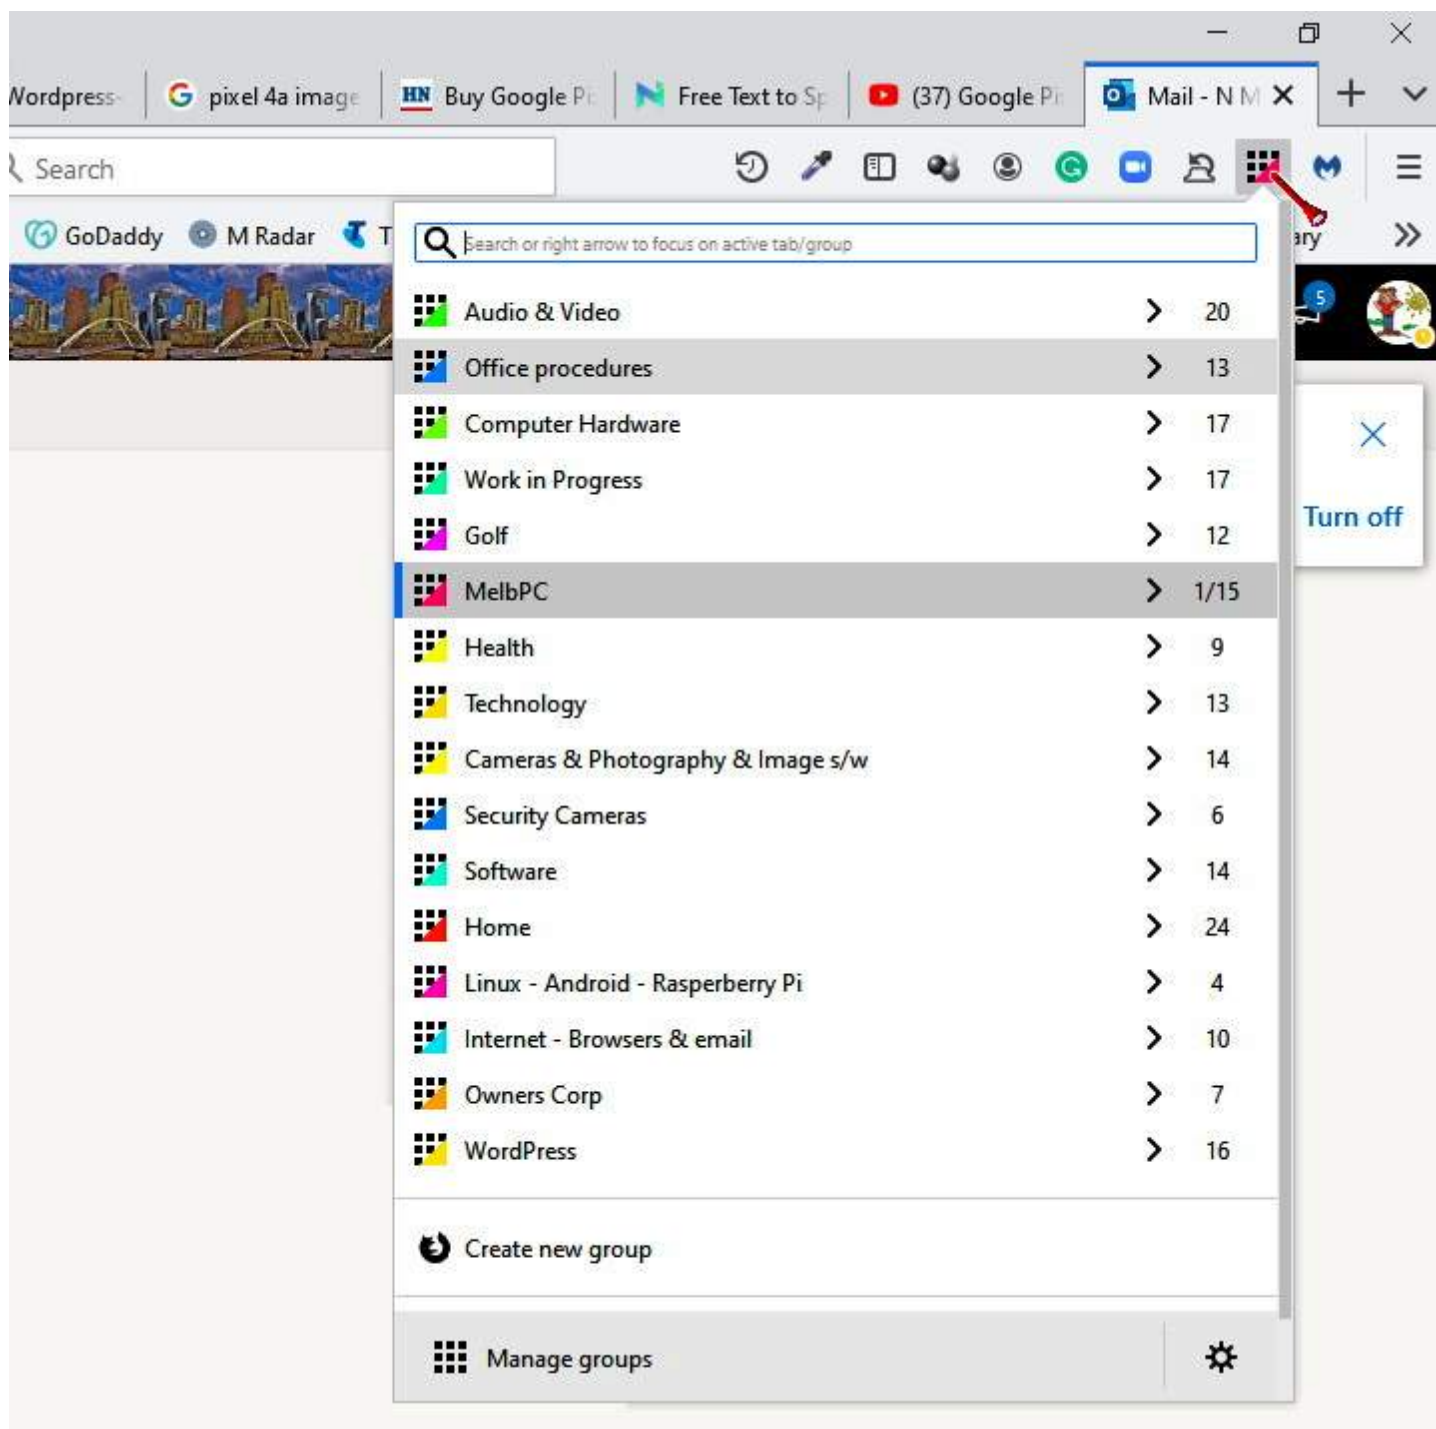 Wordpress-
pixel 4a image
HN Buy Google Pi
Free Text to Sp
(37) Google Pi
Mail - N M
Search
GoDaddy
M Radar
T
ary
Search or right arrow to focus on active tab/group
5
Audio & Video 20
Office procedures 13
Computer Hardware 17
Work in Progress 17
Turn off
Golf 12
MelbPC 1/15
Health 9
Technology 13
Cameras & Photography & Image s/w 14
Security Cameras 6
Software 14
Home 24
Linux - Android - Rasperberry Pi 4
Internet - Browsers & email 10
Owners Corp 7
WordPress 16
Create new group
Manage groups